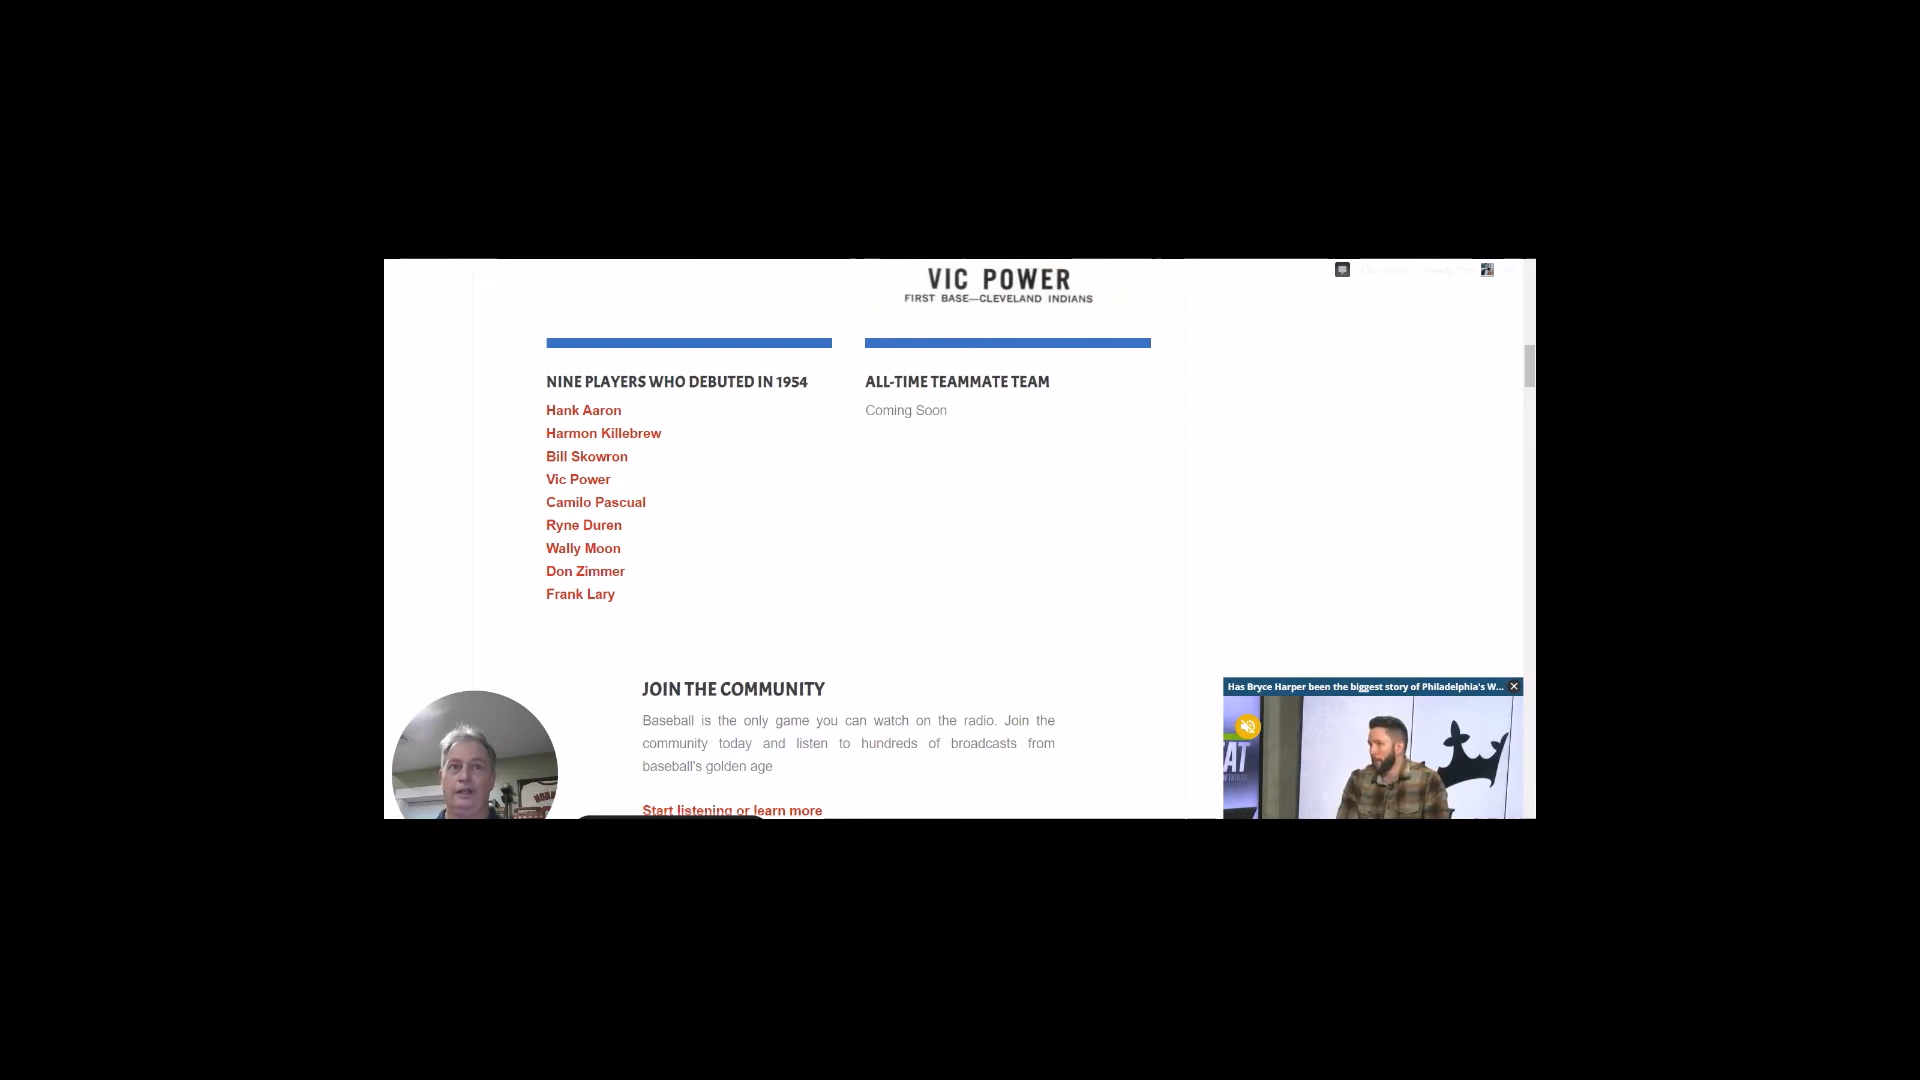 VIC POWER
FIRST BASE—CLEVELAND INDIANS
NINE PLAYERS WHO DEBUTED IN 1954
Hank Aaron
Harmon Killebrew
Bill Skowron
Vic Power
Camilo Pascual
Ryne Duren
Wally Moon
Don Zimmer
Frank Lary
ALL-TIME TEAMMATE TEAM
Coming Soon
JOIN THE COMMUNITY
Baseball is the only game you can watch on the radio. Join the
community today and listen to hundreds of broadcasts from
baseball's golden age
Start listening or learn more
Has Bryce Harper been the biggest story of Philadelphia's W...
AT